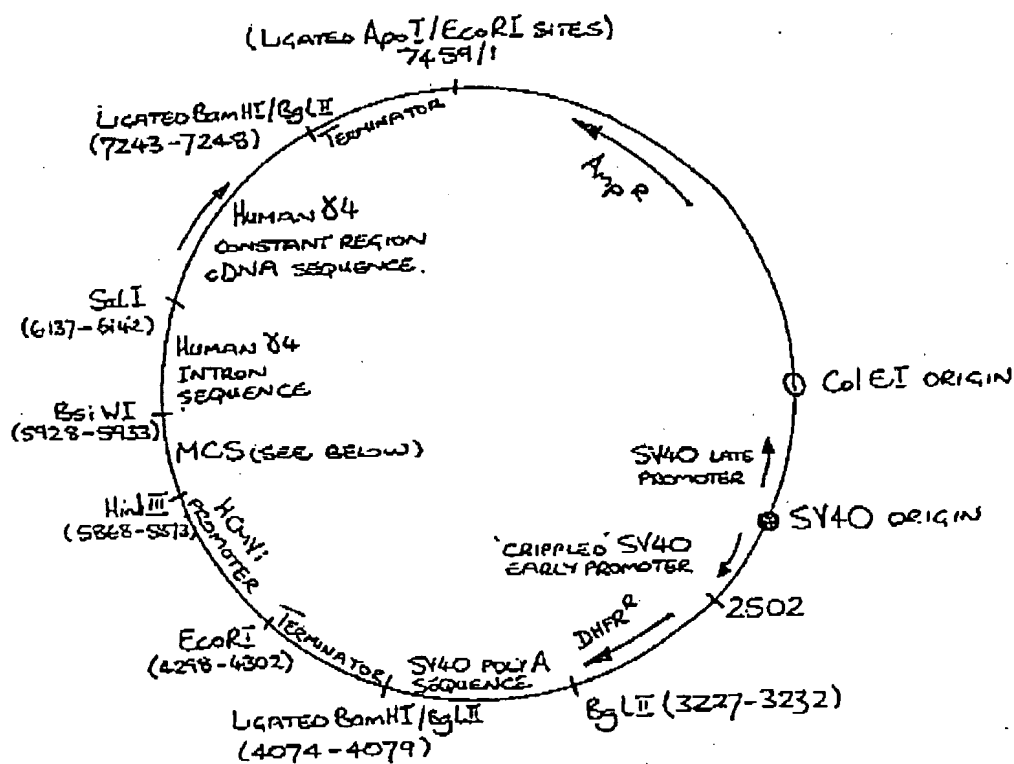 (LIGATED ApoI/EcoRI SITES)
7459/1
LIGATED BamHI/BgLII
(7243-7248)
TERMINATOR
AmpR
HUMAN γ4
CONSTANT REGION
cDNA SEQUENCE.
SalI
(6137-6142)
HUMAN γ4
INTRON
SEQUENCE
BsiWI
(5928-5933)
MCS (SEE BELOW)
HindIII
(5868-5873)
HCMVi
PROMOTER
ColEI ORIGIN
SV40 LATE
PROMOTER
SV40 ORIGIN
'CRIPPLED' SV40
EARLY PROMOTER
2502
DHFR R
EcoRI
(4298-4302)
TERMINATOR
SV40 POLYA
SEQUENCE
BgLII (3227-3232)
LIGATED BamHI/BgLII
(4074-4079)